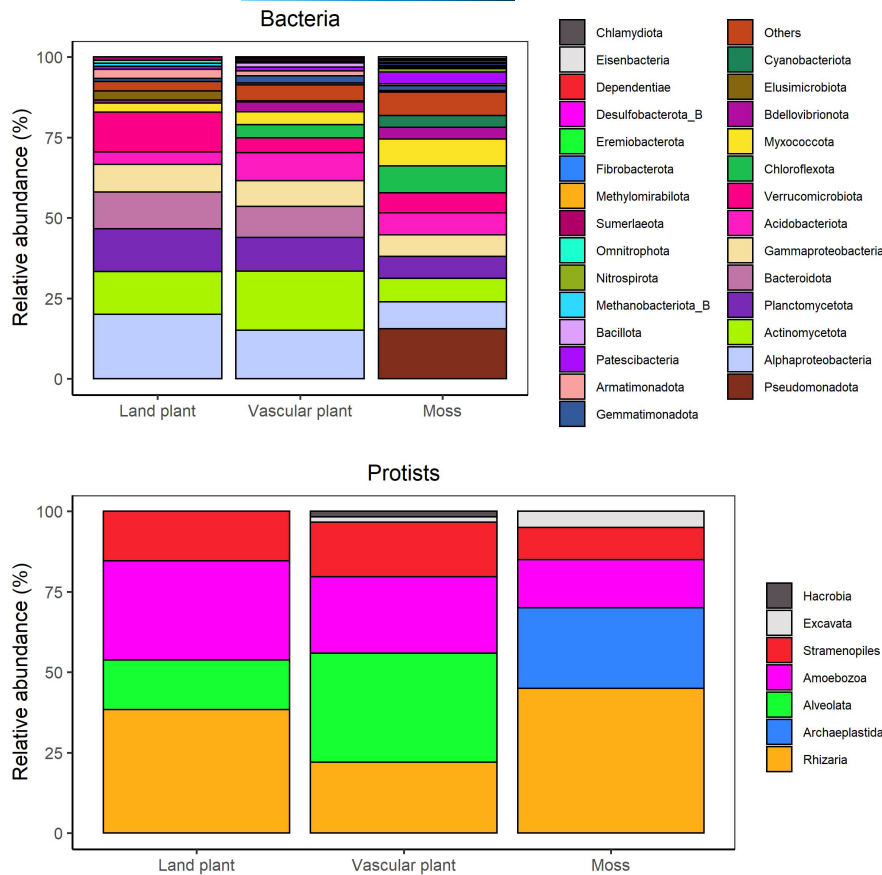 Bacteria
Relative abundance (%)
100
75
50
25
0
Land plant
Vascular plant
Moss
Chlamydiota
Eisenbacteria
Dependentiae
Desulfobacterota_B
Eremiobacterota
Fibrobacterota
Methylomirabilota
Sumerlaeota
Omnitrophota
Nitrospirota
Methanobacteriota_B
Bacillota
Patescibacteria
Armatimonadota
Gemmatimonadota
Others
Cyanobacteriota
Elusimicrobiota
Bdellovibrionota
Myxococcota
Chloroflexota
Verrucomicrobiota
Acidobacteriota
Gammaproteobacteria
Bacteroidota
Planctomycetota
Actinomycetota
Alphaproteobacteria
Pseudomonadota
Protists
Relative abundance (%)
100
75
50
25
0
Land plant
Vascular plant
Moss
Hacrobia
Excavata
Stramenopiles
Amoebozoa
Alveolata
Archaeplastida
Rhizaria